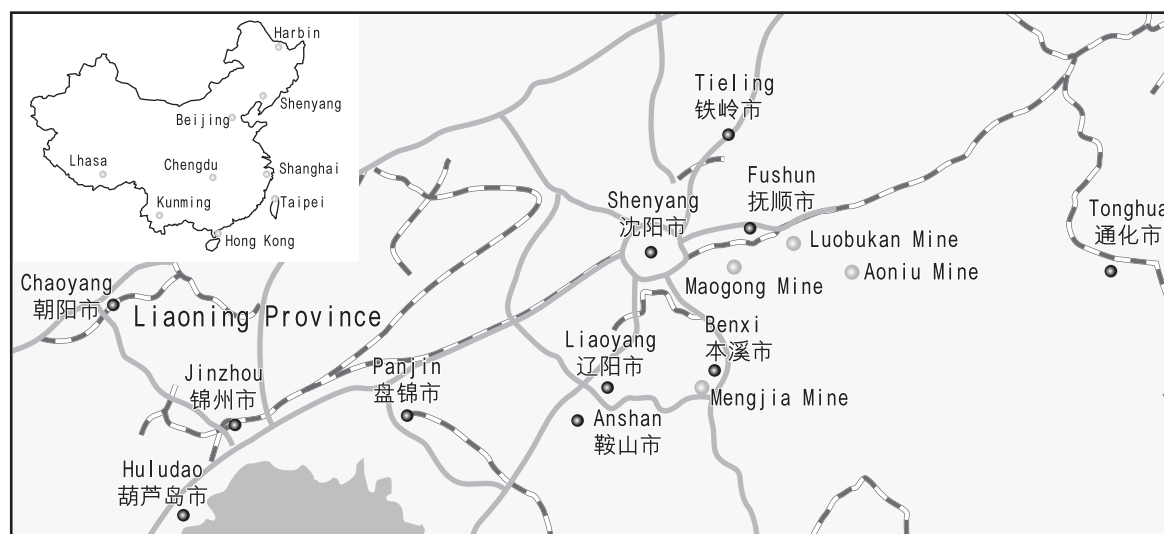 Harbin
Shenyang
Beijing
Lhasa
Chengdu
Shanghai
Kunming
Taipei
Hong Kong
Tieling
铁岭市
Fushun
抚顺市
Shenyang
沈阳市
Tonghua
通化市
Luobukan Mine
Aoniu Mine
Maogong Mine
Chaoyang
朝阳市
Liaoning Province
Benxi
本溪市
Liaoyang
辽阳市
Jinzhou
锦州市
Panjin
盘锦市
Mengjia Mine
Anshan
鞍山市
Huludao
葫芦岛市